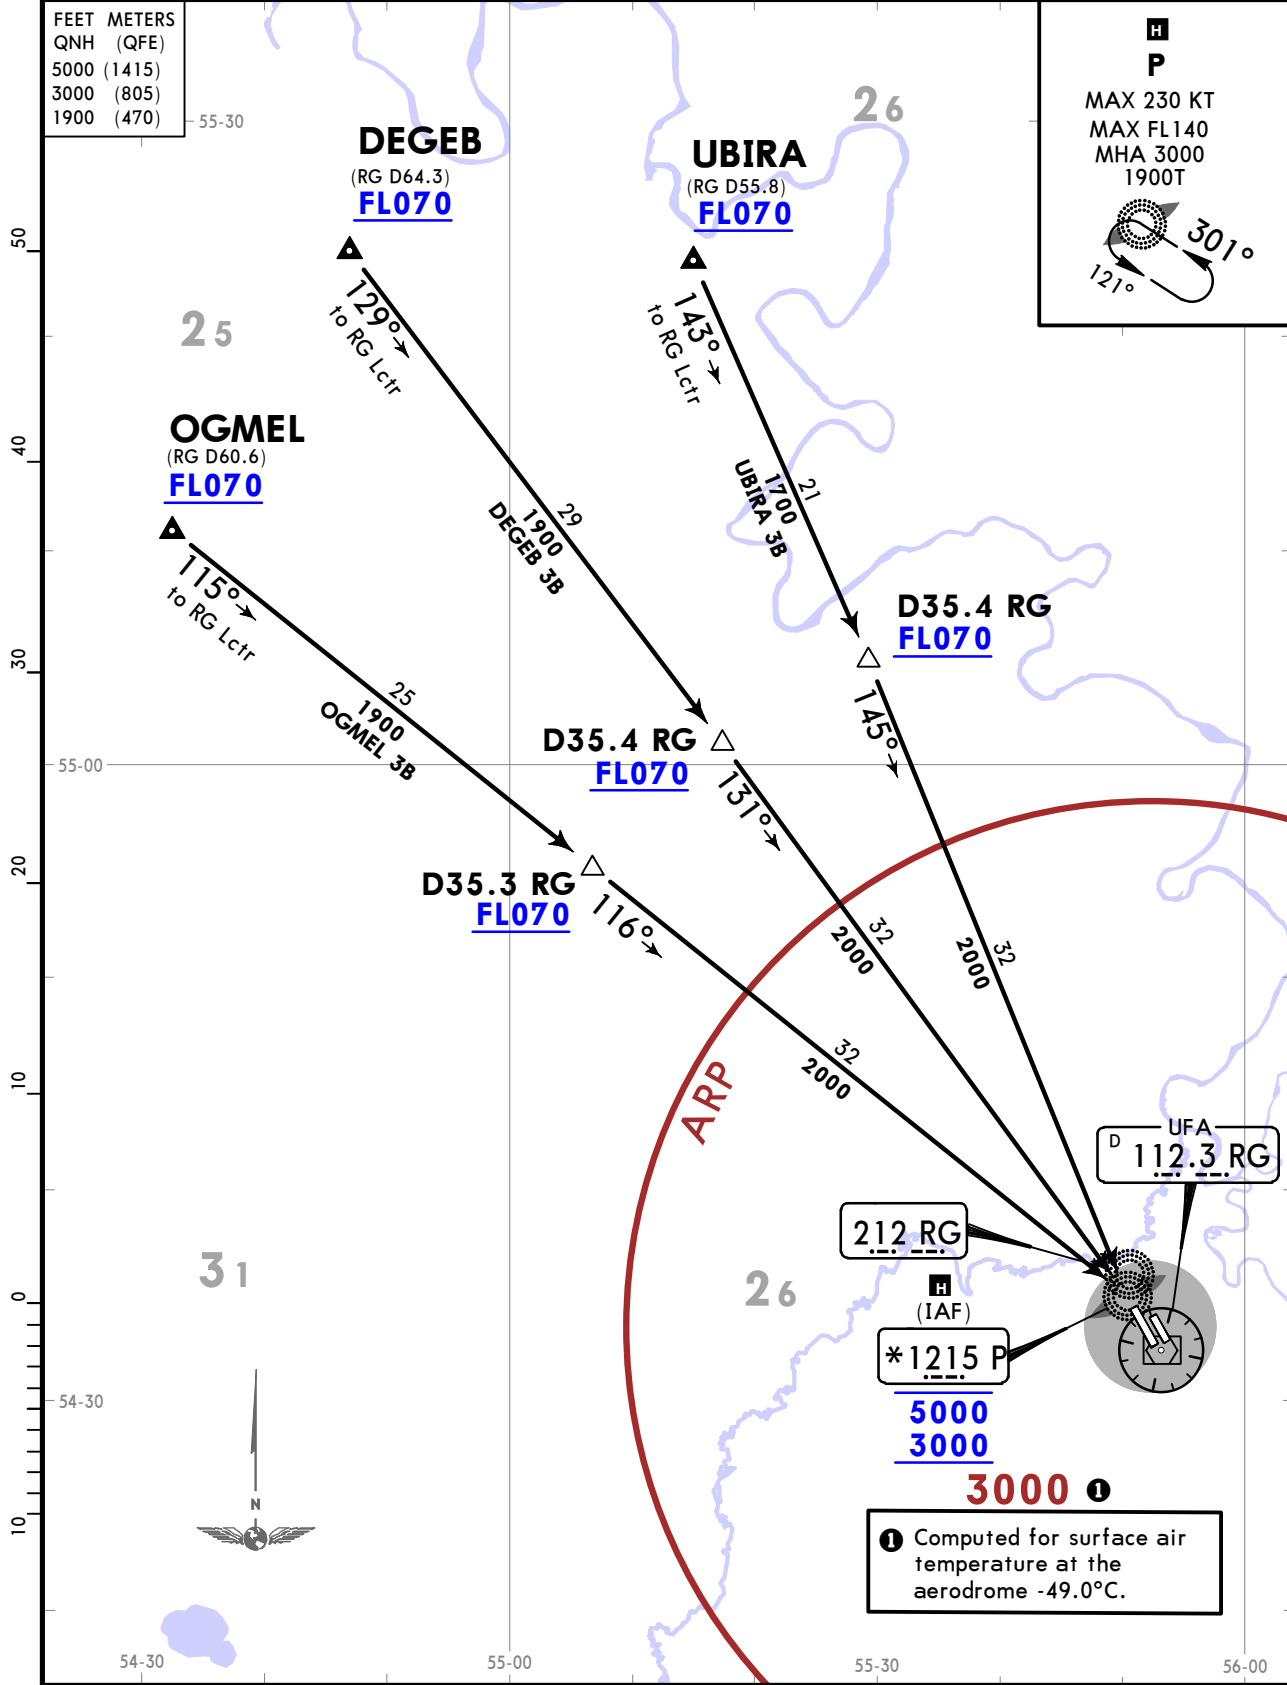 FEET METERS
QNH (QFE)
5000 (1415)
3000 (805)
1900 (470)
H
P
MAX 230 KT
MAX FL140
MHA 3000
1900T
301°
121°
55-30
26
DEGEB
(RG D64.3)
FL070
UBIRA
(RG D55.8)
FL070
50
25
129°
to RG Lctr
143°
to RG Lctr
OGMEL
(RG D60.6)
FL070
40
115°
to RG Lctr
29
1900
DEGEB 3B
21
1700
UBIRA 3B
D35.4 RG
FL070
30
25
1900
OGMEL 3B
145°
D35.4 RG
FL070
55-00
131°
20
D35.3 RG
FL070
116°
32
2000
32
2000
32
2000
10
ARP
UFA
D 112.3 RG
212 RG
31
26
0
H
(IAF)
*1215 P
54-30
5000
3000
3000 1
N
10
1 Computed for surface air
temperature at the
aerodrome -49.0°C.
54-30
55-00
55-30
56-00